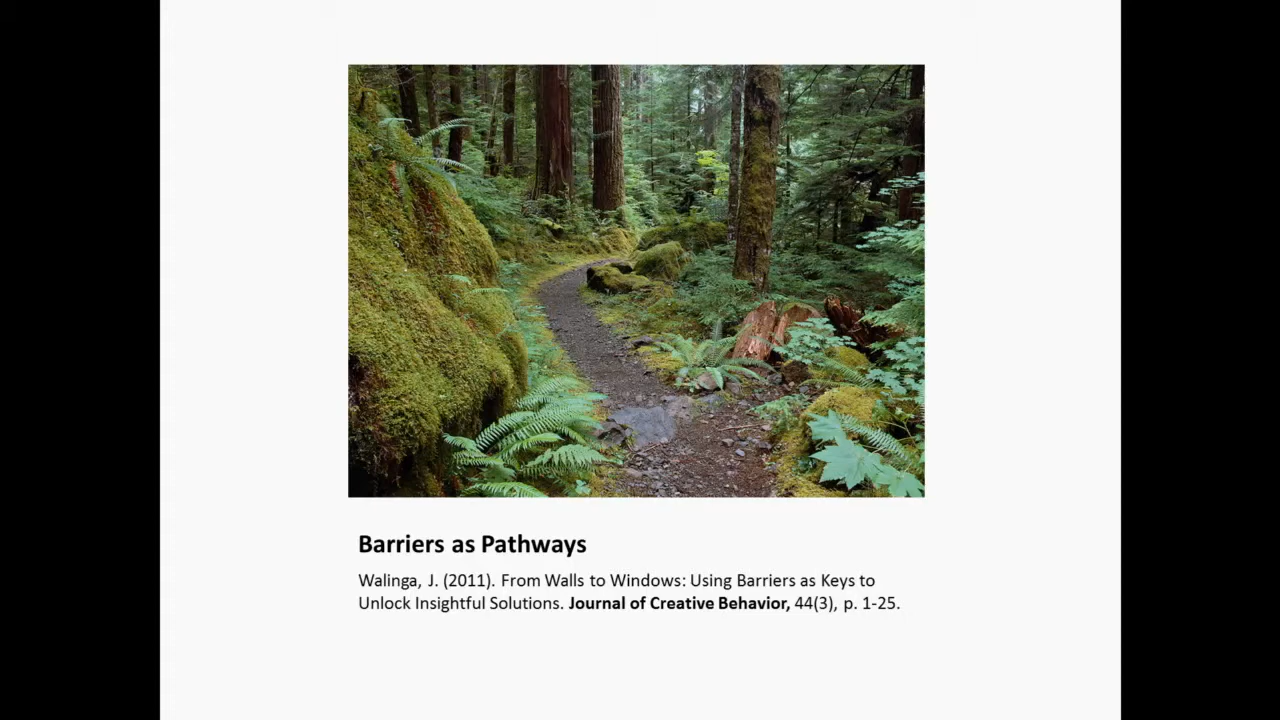 Barriers as Pathways
Walinga, J. (2011). From Walls to Windows: Using Barriers as Keys to
Unlock Insightful Solutions. Journal of Creative Behavior, 44(3), p. 1-25.